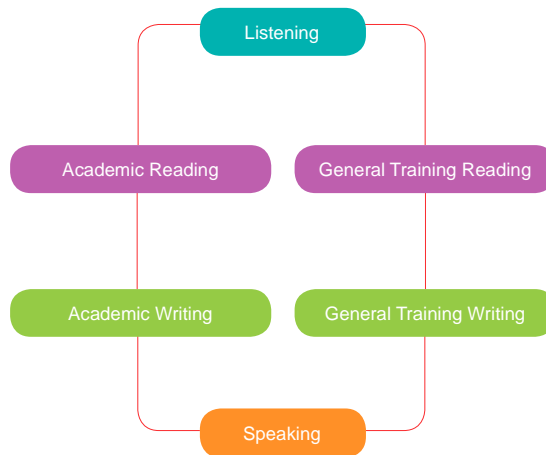 Listening
Academic Reading
General Training Reading
Academic Writing
General Training Writing
Speaking